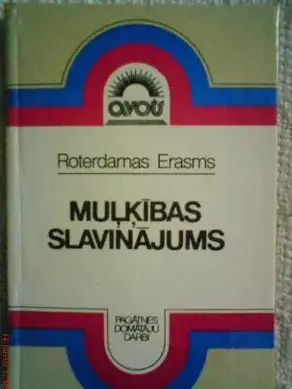 avots
Roterdamas Erasms
MUĻĶĪBAS
SLAVINĀJUMS
PAGĀTNES
DOMĀTĀJU
DARBI